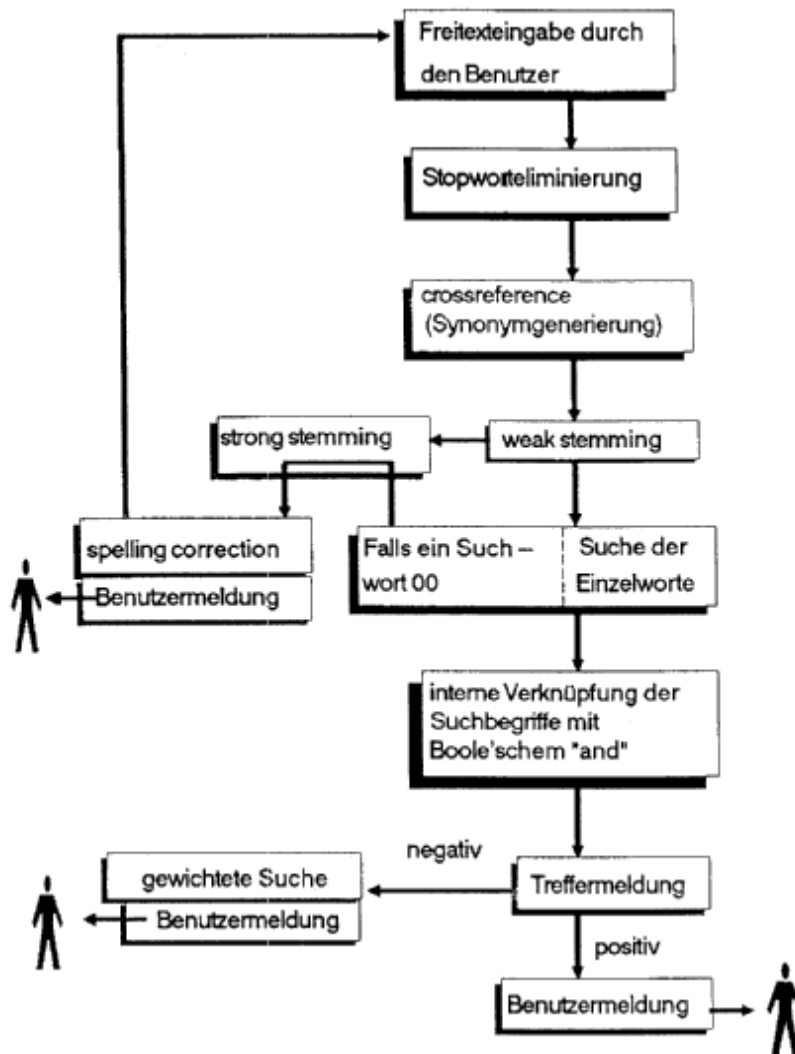 Freitexteingabe durch
den Benutzer
Stopworteliminierung
crossreference
(Synonymgenerierung)
strong stemming
weak stemming
spelling correction
Benutzermeldung
Falls ein Such –
wort 00
Suche der
Einzelworte
interne Verknüpfung der
Suchbegriffe mit
Boole'schem "and"
negativ
gewichtete Suche
Benutzermeldung
Treffermeldung
positiv
Benutzermeldung